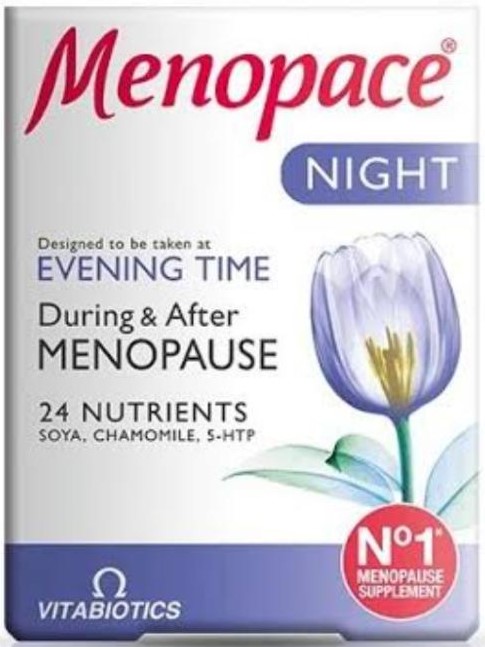 Menopace®
NIGHT
Designed to be taken at
EVENING TIME
During & After
MENOPAUSE
24 NUTRIENTS
SOYA, CHAMOMILE, 5-HTP
Nº1*
MENOPAUSE
SUPPLEMENT
VITABIOTICS